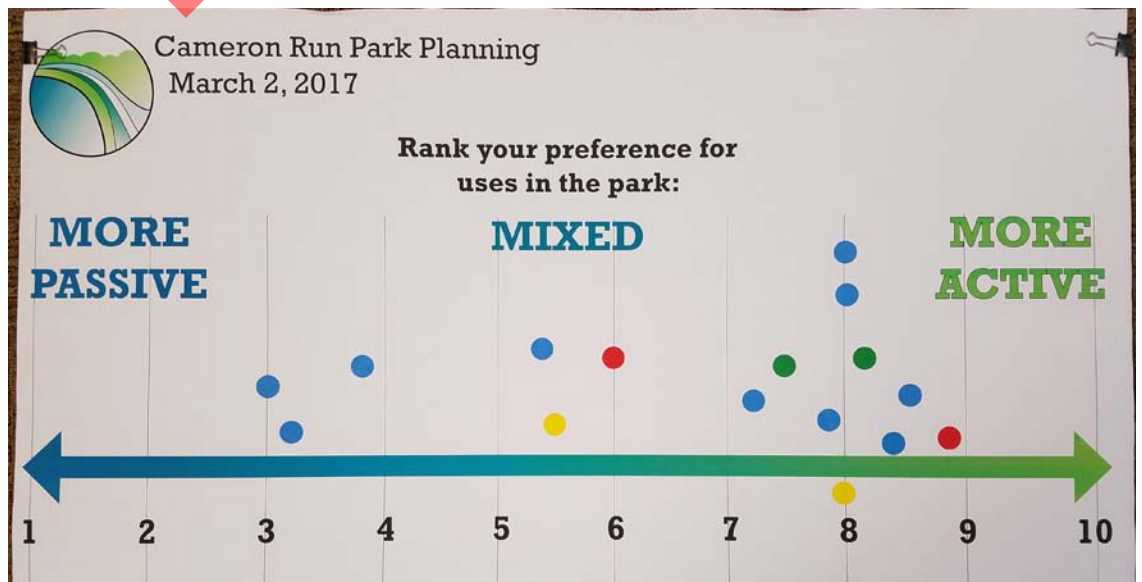 Cameron Run Park Planning
March 2, 2017
Rank your preference for
uses in the park:
MORE
PASSIVE
MIXED
MORE
ACTIVE
1 2 3 4 5 6 7 8 9 10